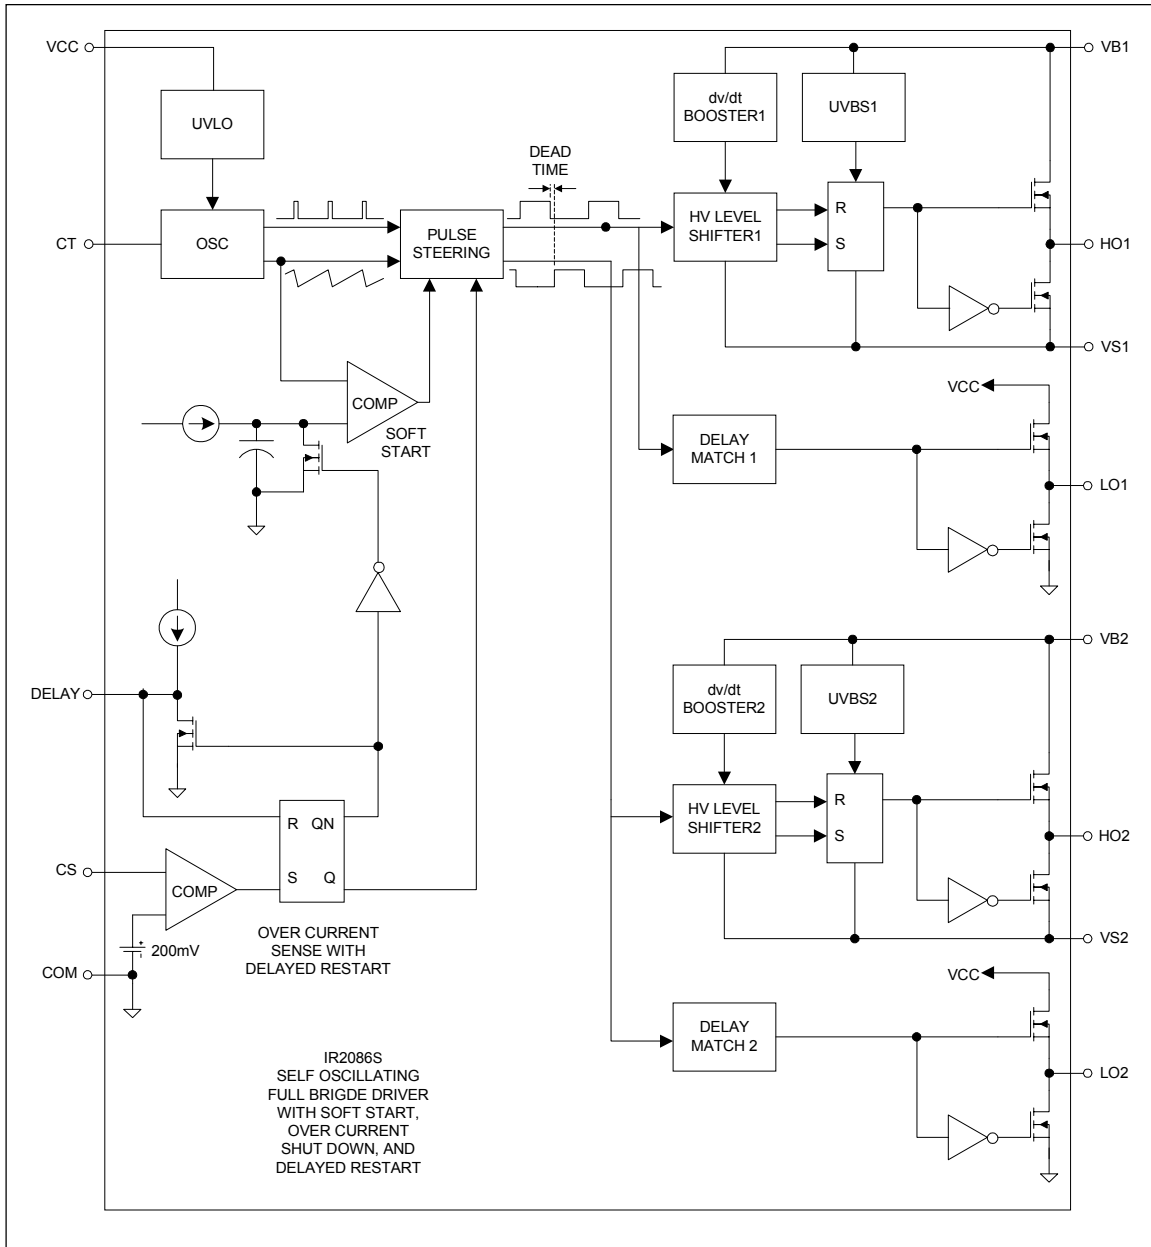 VCC
VB1
UVLO
dv/dt
BOOSTER1
UVBS1
DEAD
TIME
CT
OSC
PULSE
STEERING
HV LEVEL
SHIFTER1
R
S
HO1
VS1
COMP
SOFT
START
VCC
DELAY
MATCH 1
LO1
VB2
DELAY
dv/dt
BOOSTER2
UVBS2
HV LEVEL
SHIFTER2
R
S
HO2
R QN
S Q
CS
COMP
200mV
COM
OVER CURRENT
SENSE WITH
DELAYED RESTART
VS2
VCC
DELAY
MATCH 2
LO2
IR2086S
SELF OSCILLATING
FULL BRIGDE DRIVER
WITH SOFT START,
OVER CURRENT
SHUT DOWN, AND
DELAYED RESTART